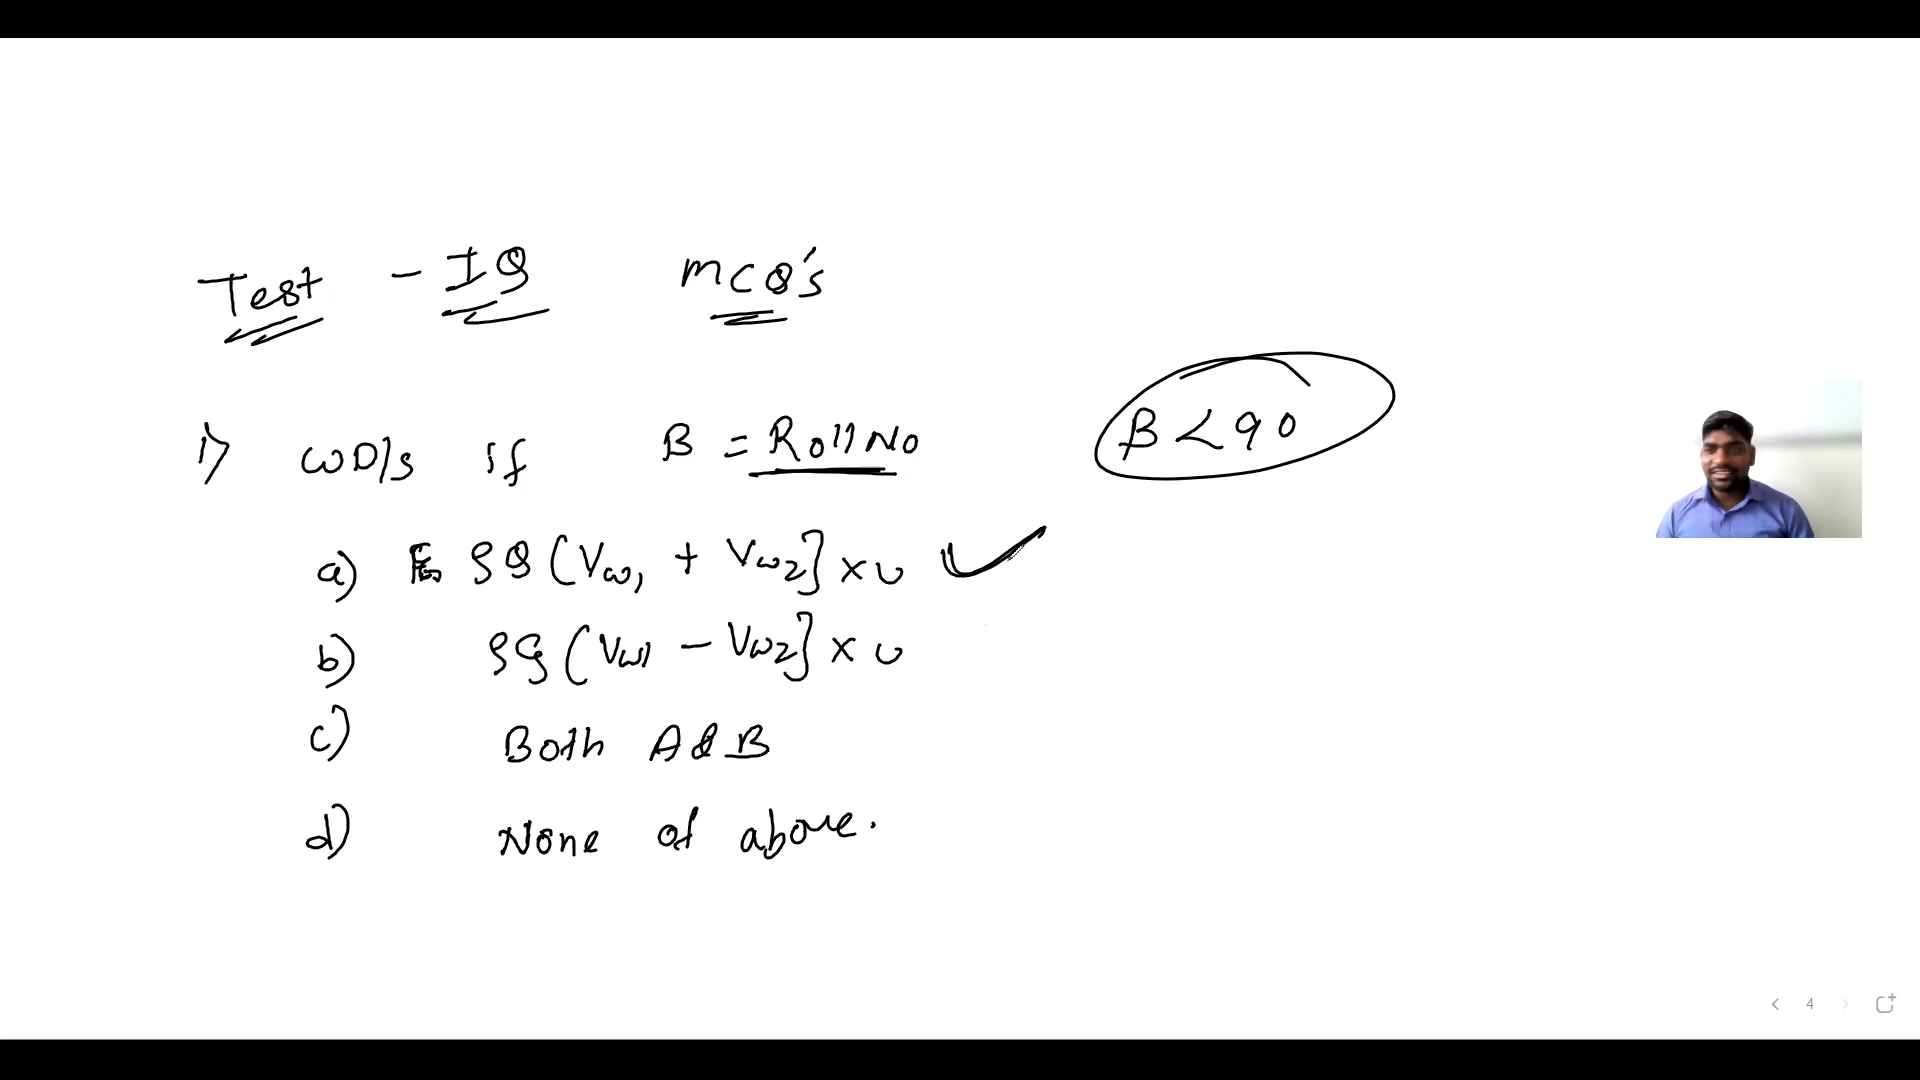 Test - IQ MCQ's
1) WD/s if B = Roll No
B < 90
a) ρQ (Vw1 + Vw2] × u
b) ρQ (Vw1 - Vw2] × u
c) Both A & B
d) None of above.
4